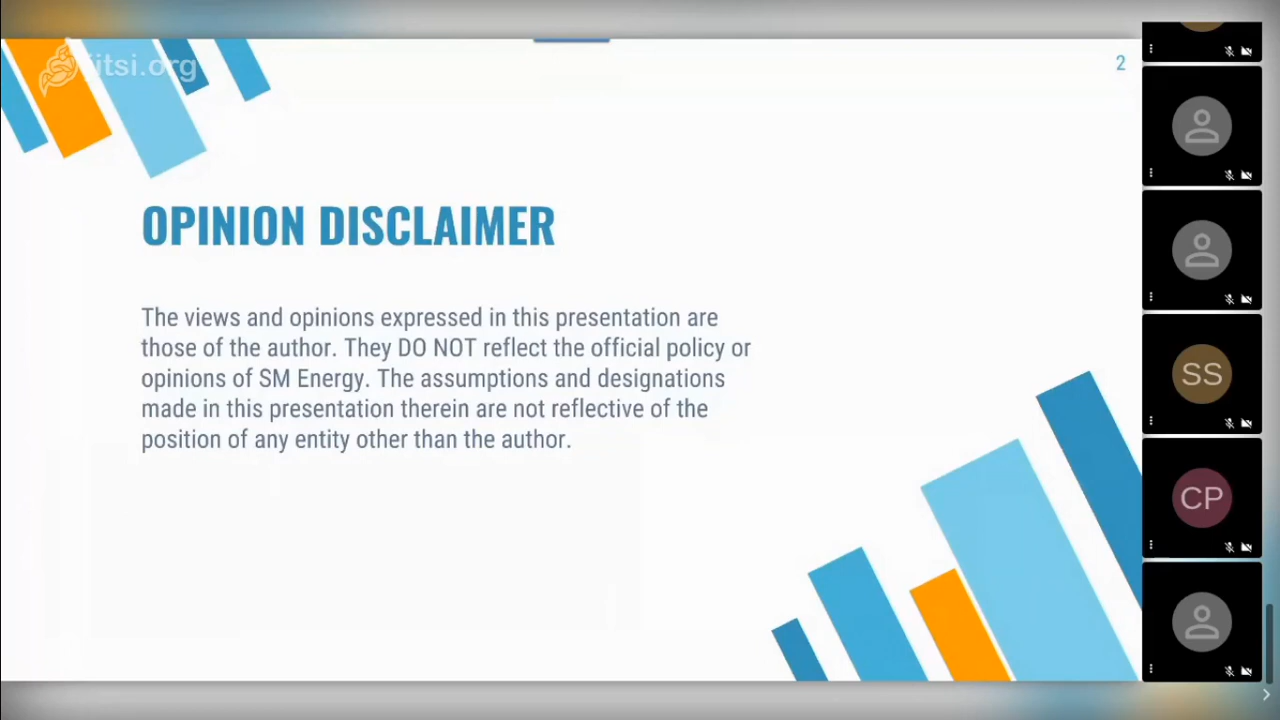 jitsi.org
2
OPINION DISCLAIMER
The views and opinions expressed in this presentation are
those of the author. They DO NOT reflect the official policy or
opinions of SM Energy. The assumptions and designations
made in this presentation therein are not reflective of the
position of any entity other than the author.
SS
CP